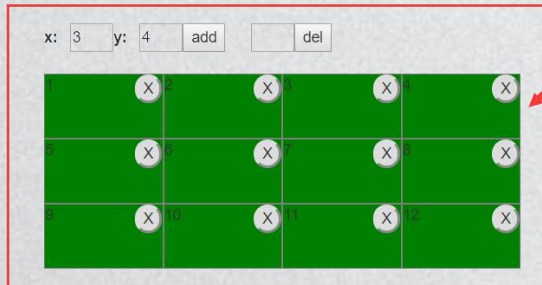 x: 3 y: 4 add del
1 X 2 X 3 X 4 X
5 X 6 X 7 X 8 X
9 X 10 X 11 X 12 X